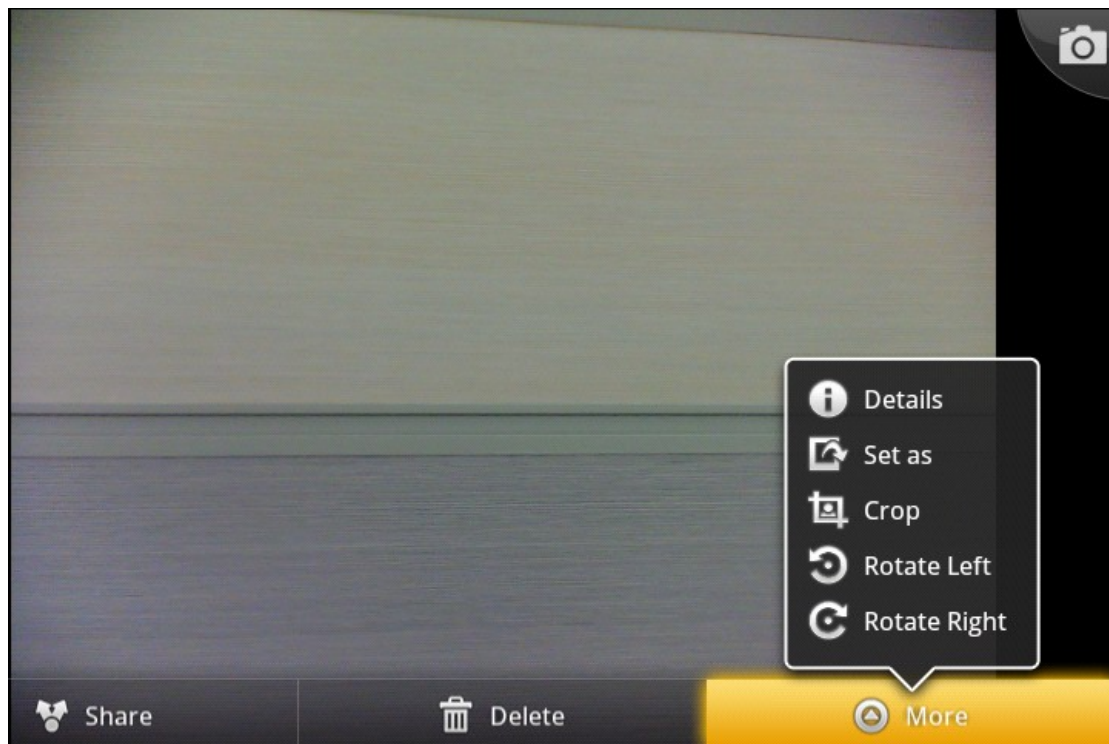 Details
Set as
Crop
Rotate Left
Rotate Right
Share
Delete
More